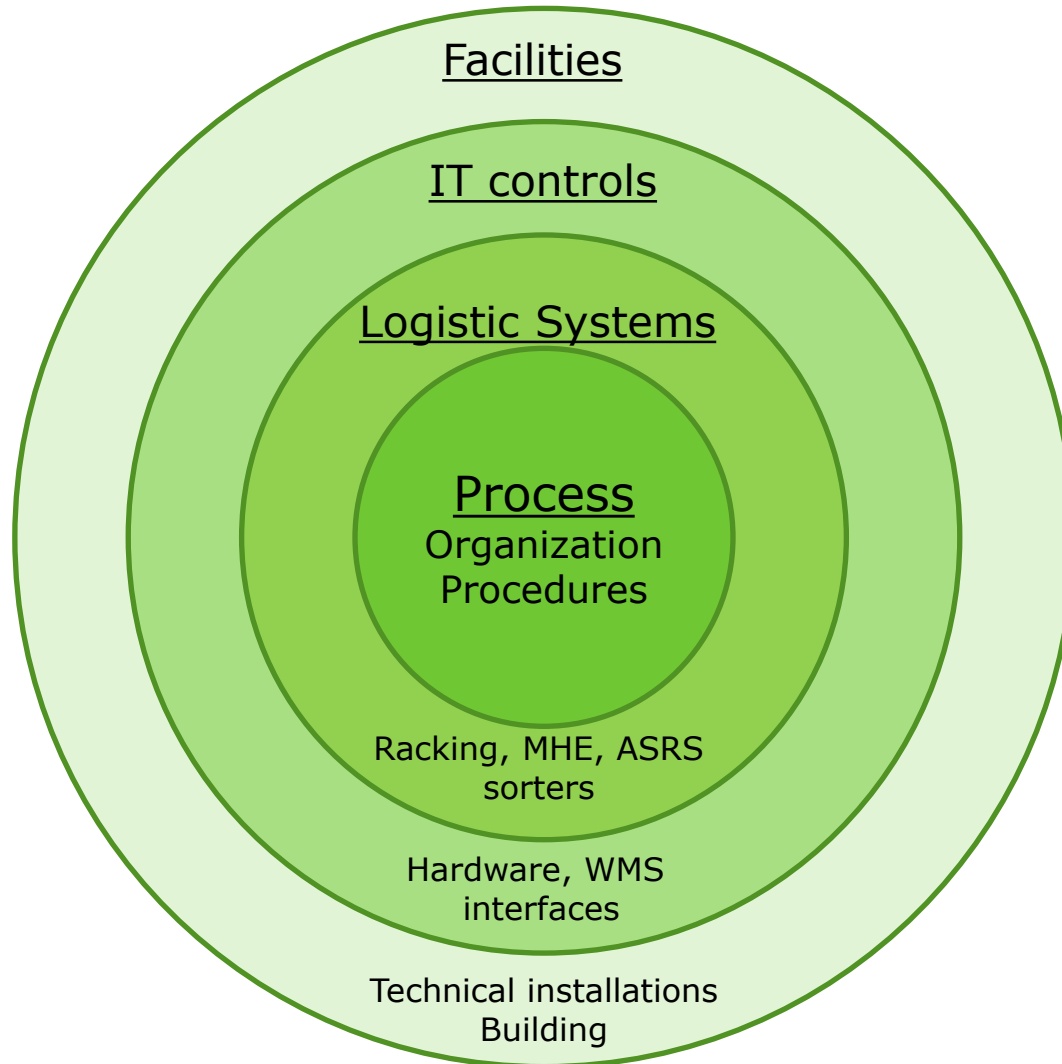 Facilities
IT controls
Logistic Systems
Process
Organization
Procedures
Racking, MHE, ASRS
sorters
Hardware, WMS
interfaces
Technical installations
Building